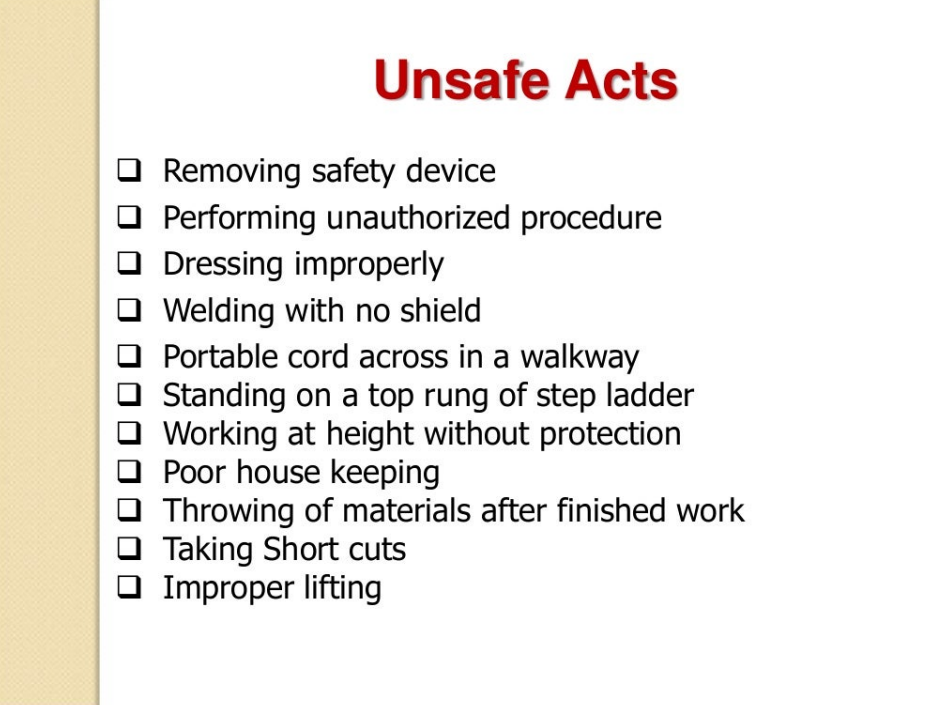 Unsafe Acts
❑ Removing safety device
❑ Performing unauthorized procedure
❑ Dressing improperly
❑ Welding with no shield
❑ Portable cord across in a walkway
❑ Standing on a top rung of step ladder
❑ Working at height without protection
❑ Poor house keeping
❑ Throwing of materials after finished work
❑ Taking Short cuts
❑ Improper lifting